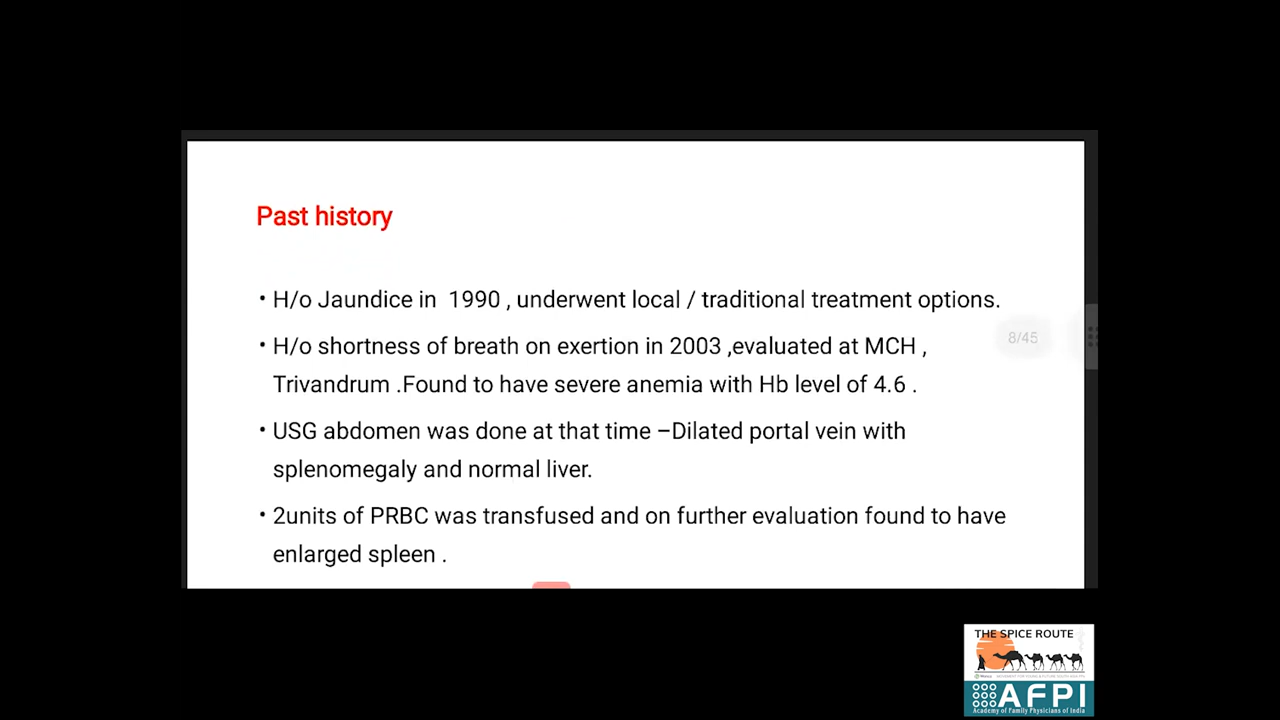 Past history
• H/o Jaundice in 1990 , underwent local / traditional treatment options.
8/45
• H/o shortness of breath on exertion in 2003 ,evaluated at MCH ,
Trivandrum .Found to have severe anemia with Hb level of 4.6 .
• USG abdomen was done at that time –Dilated portal vein with
splenomegaly and normal liver.
• 2units of PRBC was transfused and on further evaluation found to have
enlarged spleen .
THE SPICE ROUTE
AFPI
Academy of Family Physicians of India